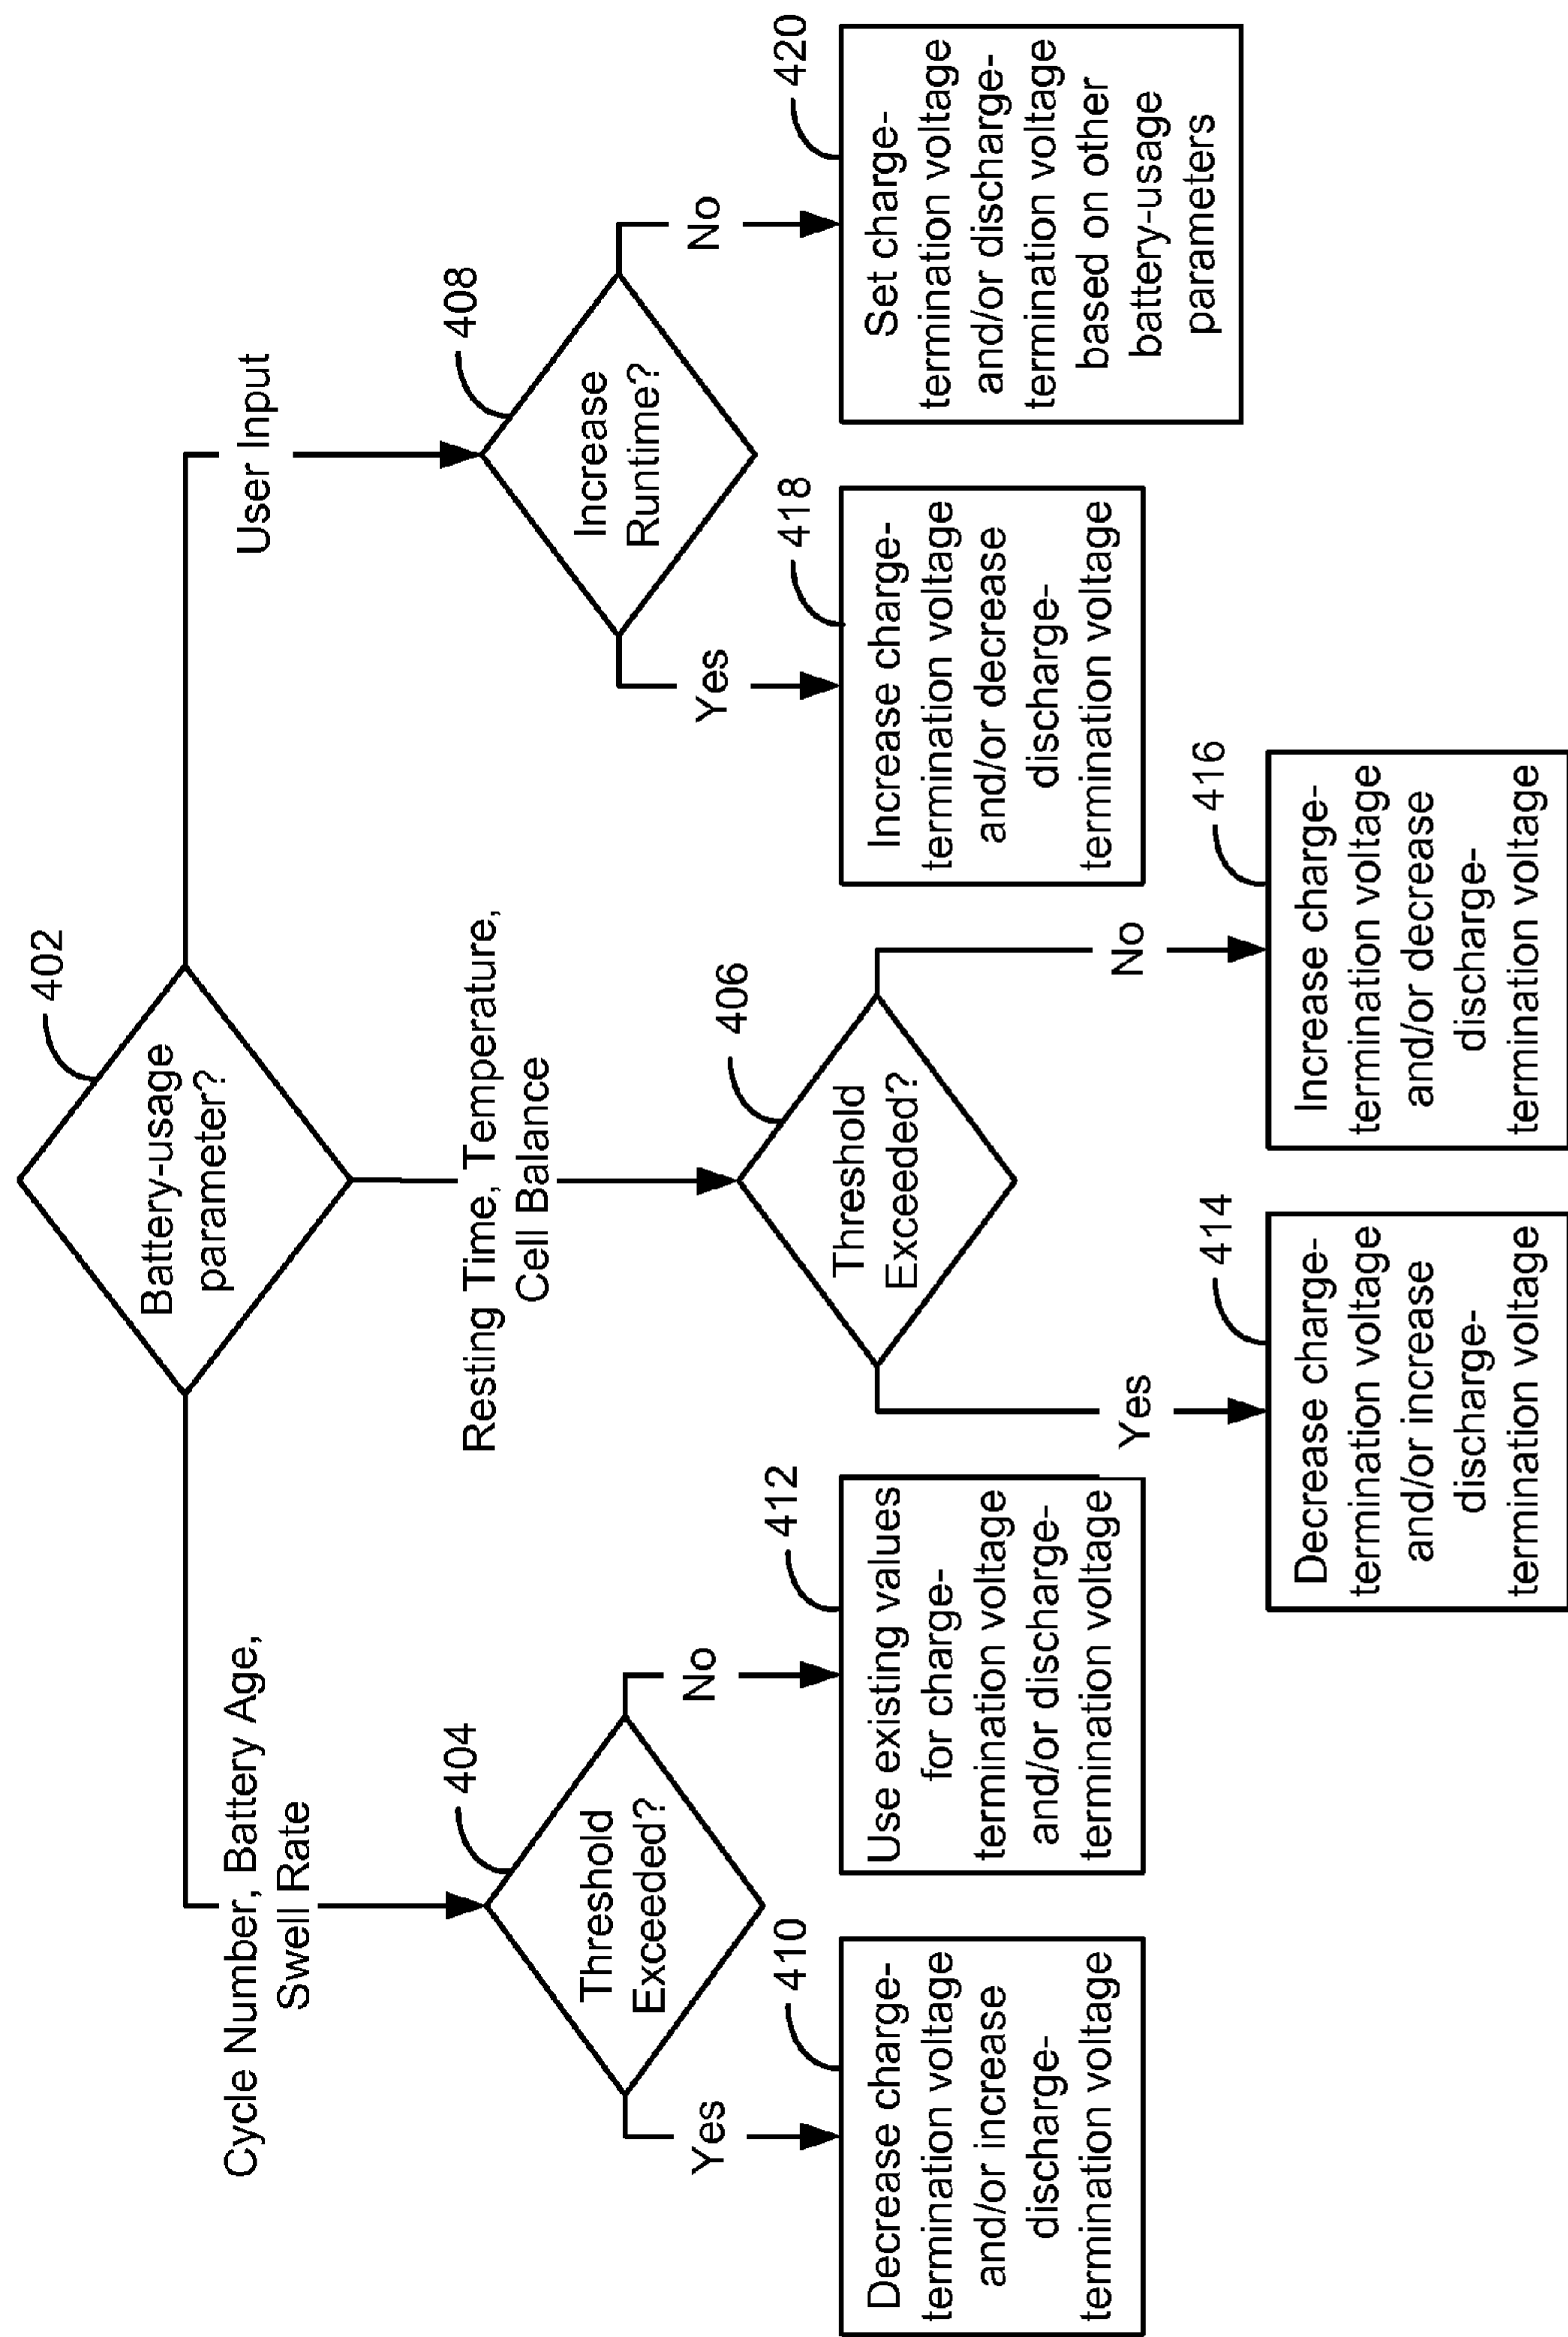 402
Battery-usage
parameter?
Cycle Number, Battery Age,
Swell Rate
Resting Time, Temperature,
Cell Balance
User Input
404
Threshold
Exceeded?
406
Threshold
Exceeded?
408
Increase
Runtime?
Yes
No
Yes
No
Yes
No
410
Decrease charge-
termination voltage
and/or increase
discharge-
termination voltage
412
Use existing values
for charge-
termination voltage
and/or discharge-
termination voltage
414
Decrease charge-
termination voltage
and/or increase
discharge-
termination voltage
416
Increase charge-
termination voltage
and/or decrease
discharge-
termination voltage
418
Increase charge-
termination voltage
and/or decrease
discharge-
termination voltage
420
Set charge-
termination voltage
and/or discharge-
termination voltage
based on other
battery-usage
parameters